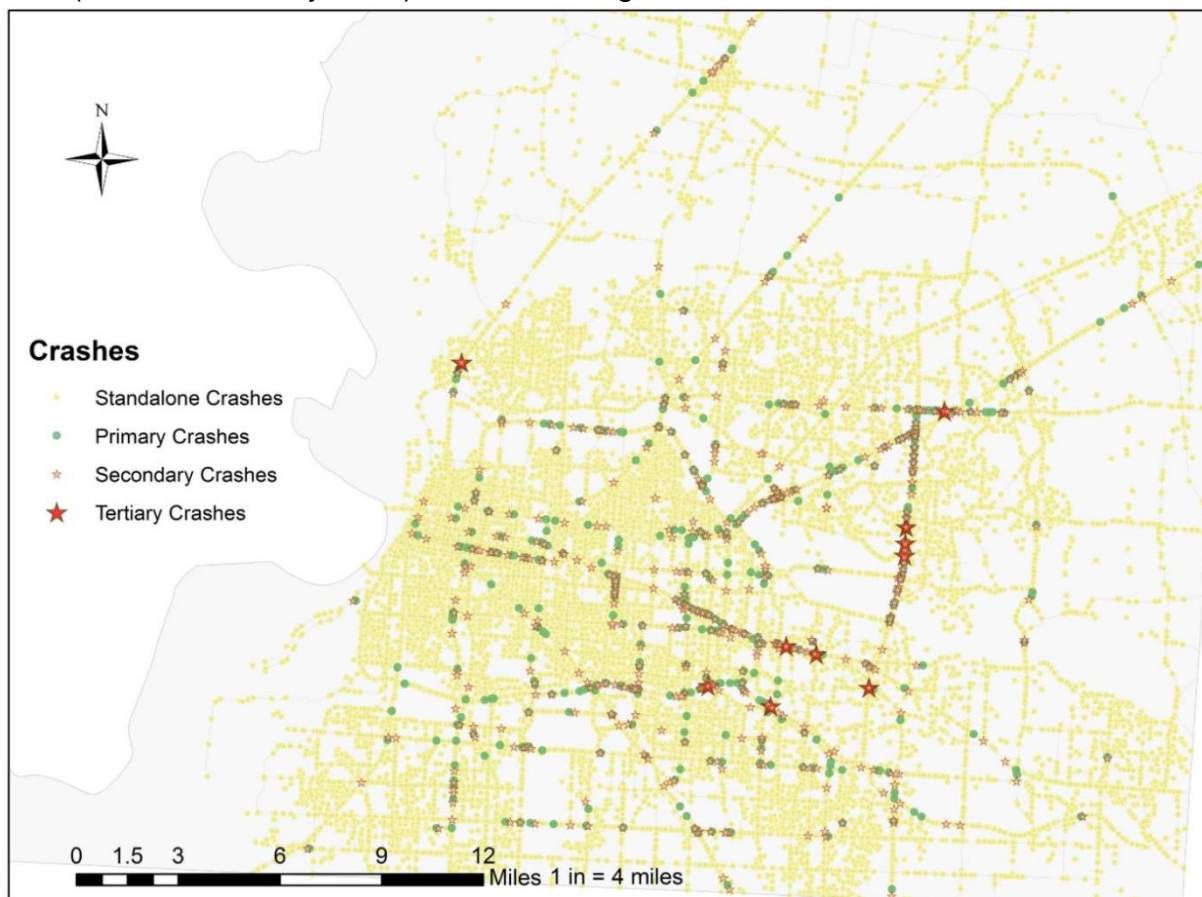 N
Crashes
Standalone Crashes
Primary Crashes
Secondary Crashes
Tertiary Crashes
0 1.5 3 6 9 12
Miles 1 in = 4 miles